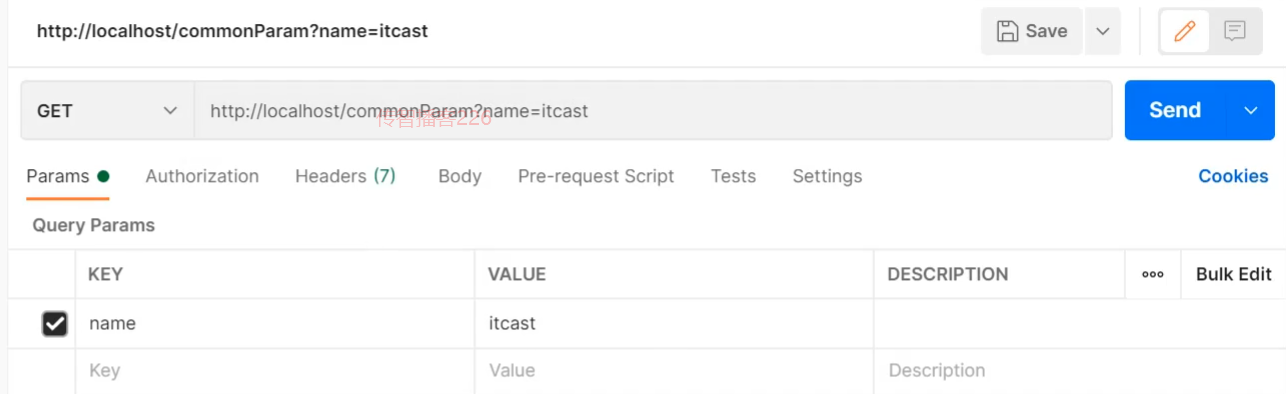 http://localhost/commonParam?name=itcast
Save
GET
http://localhost/commonParam?name=itcast
传智播客226
Send
Params
Authorization
Headers (7)
Body
Pre-request Script
Tests
Settings
Cookies
Query Params
KEY
VALUE
DESCRIPTION
ooo
Bulk Edit
name
itcast
Key
Value
Description